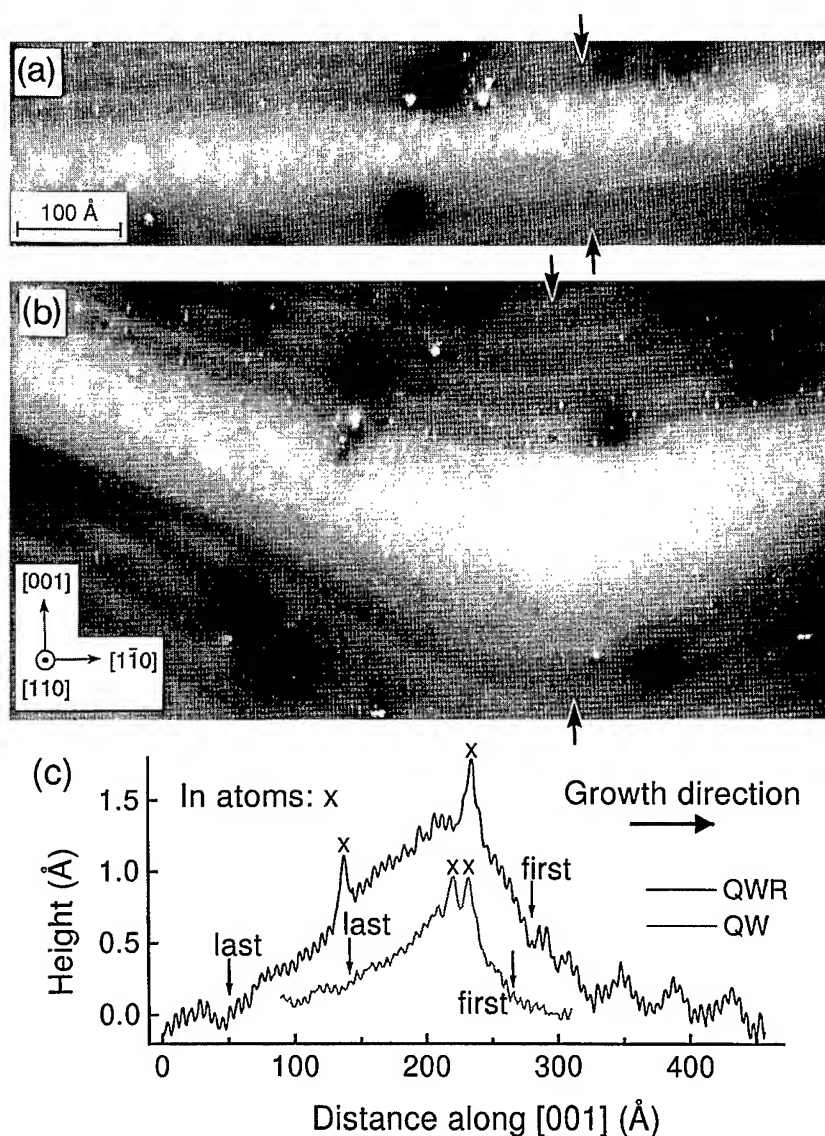 (a)
100 Å
(b)
[001]
[11̄0]
[110]
(c)
In atoms: x
Growth direction
x
x
x x
first
last
last
first
QWR
QW
Height (Å)
1.5
1.0
0.5
0.0
0 100 200 300 400
Distance along [001] (Å)